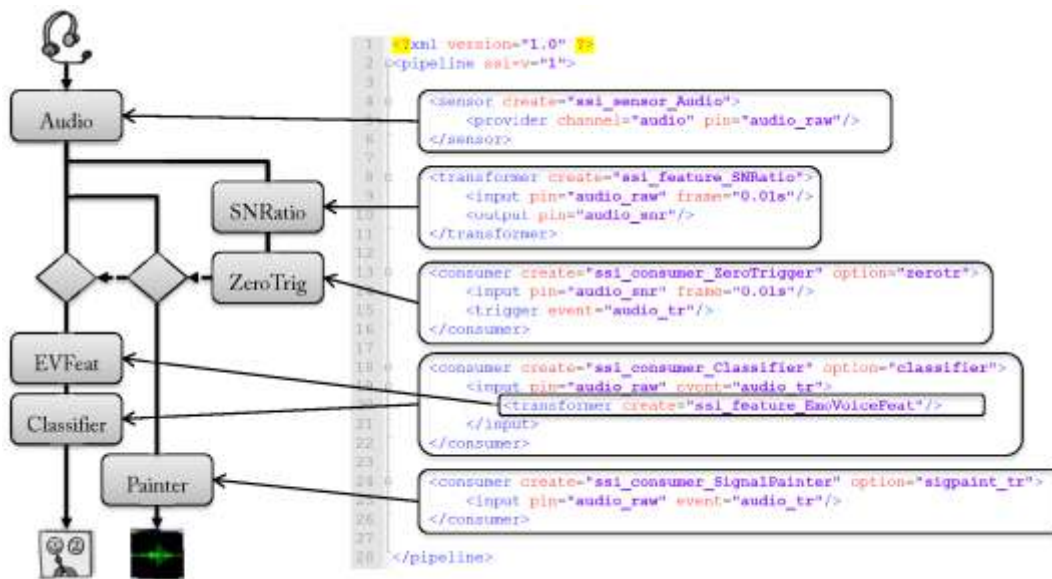 Audio
SNRatio
ZeroTrig
EVFeat
Classifier
Painter
1 <?xml version="1.0" ?>
2 <pipeline ssi-v="1">
3
4 <sensor create="ssi_sensor_Audio">
5 <provider channel="audio" pin="audio_raw"/>
6 </sensor>
7
8 <transformer create="ssi_feature_SNRatio">
9 <input pin="audio_raw" frame="0.01s"/>
10 <output pin="audio_snr"/>
11 </transformer>
12
13 <consumer create="ssi_consumer_ZeroTrigger" option="zerotr">
14 <input pin="audio_snr" frame="0.01s"/>
15 <trigger event="audio_tr"/>
16 </consumer>
17
18 <consumer create="ssi_consumer_Classifier" option="classifier">
19 <input pin="audio_raw" event="audio_tr">
20 <transformer create="ssi_feature_EmoVoiceFeat"/>
21 </input>
22 </consumer>
23
24 <consumer create="ssi_consumer_SignalPainter" option="sigpaint_tr">
25 <input pin="audio_raw" event="audio_tr"/>
26 </consumer>
27
28 </pipeline>